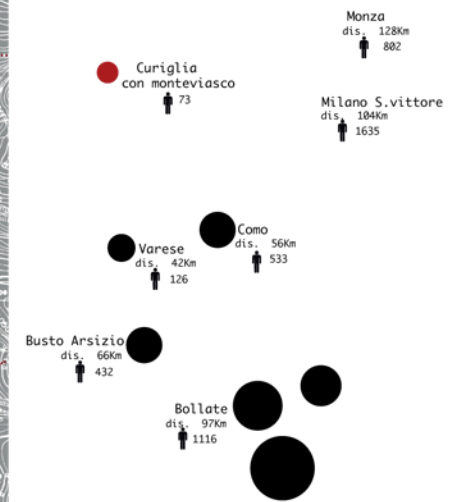 Monza
dis. 128Km
802
Curiglia
con monteviasco
73
Milano S.vittore
dis. 104Km
1635
Como
dis. 56Km
533
Varese
dis. 42Km
126
Busto Arsizio
dis. 66Km
432
Bollate
dis. 97Km
1116